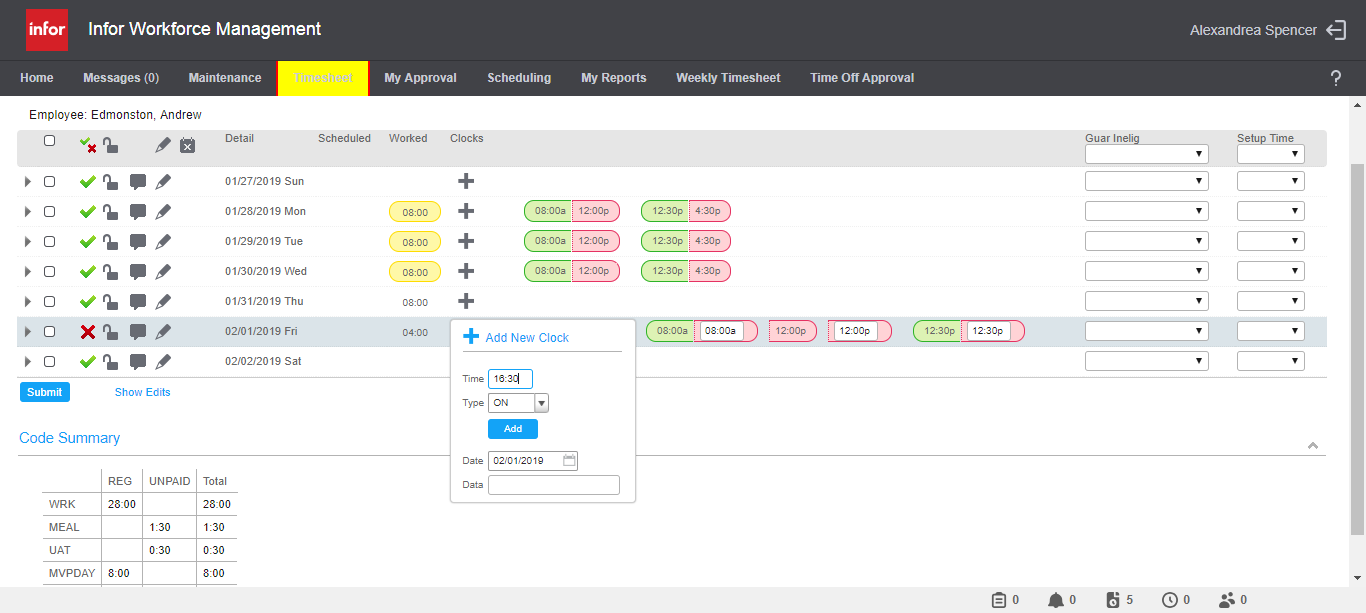 infor Infor Workforce Management Alexandrea Spencer
Home Messages (0) Maintenance Timesheet My Approval Scheduling My Reports Weekly Timesheet Time Off Approval ?
Employee: Edmonston, Andrew
Detail Scheduled Worked Clocks Guar Inelig Setup Time
01/27/2019 Sun
01/28/2019 Mon 08:00 08:00a 12:00p 12:30p 4:30p
01/29/2019 Tue 08:00 08:00a 12:00p 12:30p 4:30p
01/30/2019 Wed 08:00 08:00a 12:00p 12:30p 4:30p
01/31/2019 Thu 08:00
02/01/2019 Fri 04:00 08:00a 08:00a 12:00p 12:00p 12:30p 12:30p
Add New Clock
02/02/2019 Sat
Time 16:30
Submit Show Edits
Type ON
Add
Code Summary
Date 02/01/2019
Data
REG UNPAID Total
WRK 28:00 28:00
MEAL 1:30 1:30
UAT 0:30 0:30
MVPDAY 8:00 8:00
0 0 5 0 0